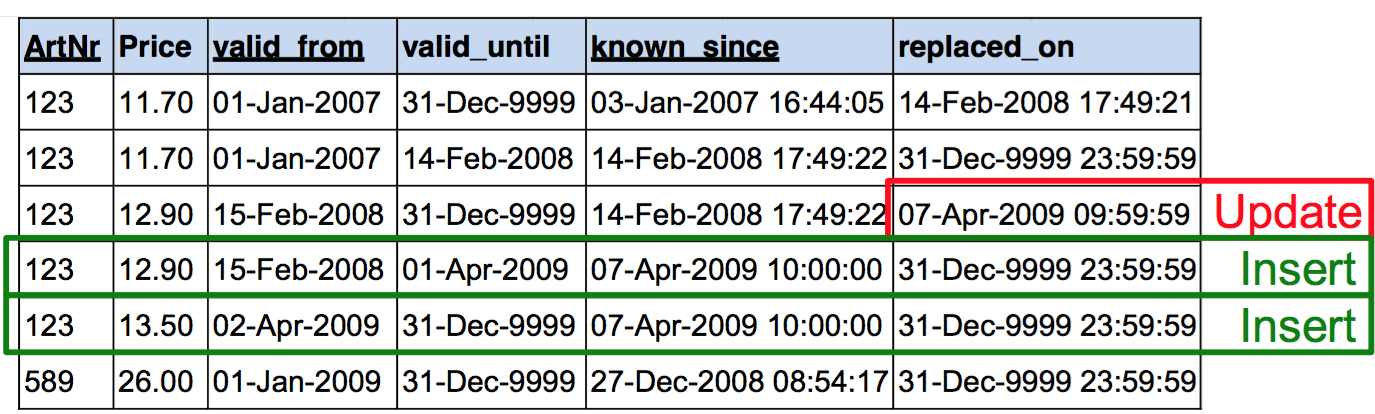 ArtNr Price valid_from valid_until known_since replaced_on
123 11.70 01-Jan-2007 31-Dec-9999 03-Jan-2007 16:44:05 14-Feb-2008 17:49:21
123 11.70 01-Jan-2007 14-Feb-2008 14-Feb-2008 17:49:22 31-Dec-9999 23:59:59
123 12.90 15-Feb-2008 31-Dec-9999 14-Feb-2008 17:49:22 07-Apr-2009 09:59:59 Update
123 12.90 15-Feb-2008 01-Apr-2009 07-Apr-2009 10:00:00 31-Dec-9999 23:59:59 Insert
123 13.50 02-Apr-2009 31-Dec-9999 07-Apr-2009 10:00:00 31-Dec-9999 23:59:59 Insert
589 26.00 01-Jan-2009 31-Dec-9999 27-Dec-2008 08:54:17 31-Dec-9999 23:59:59